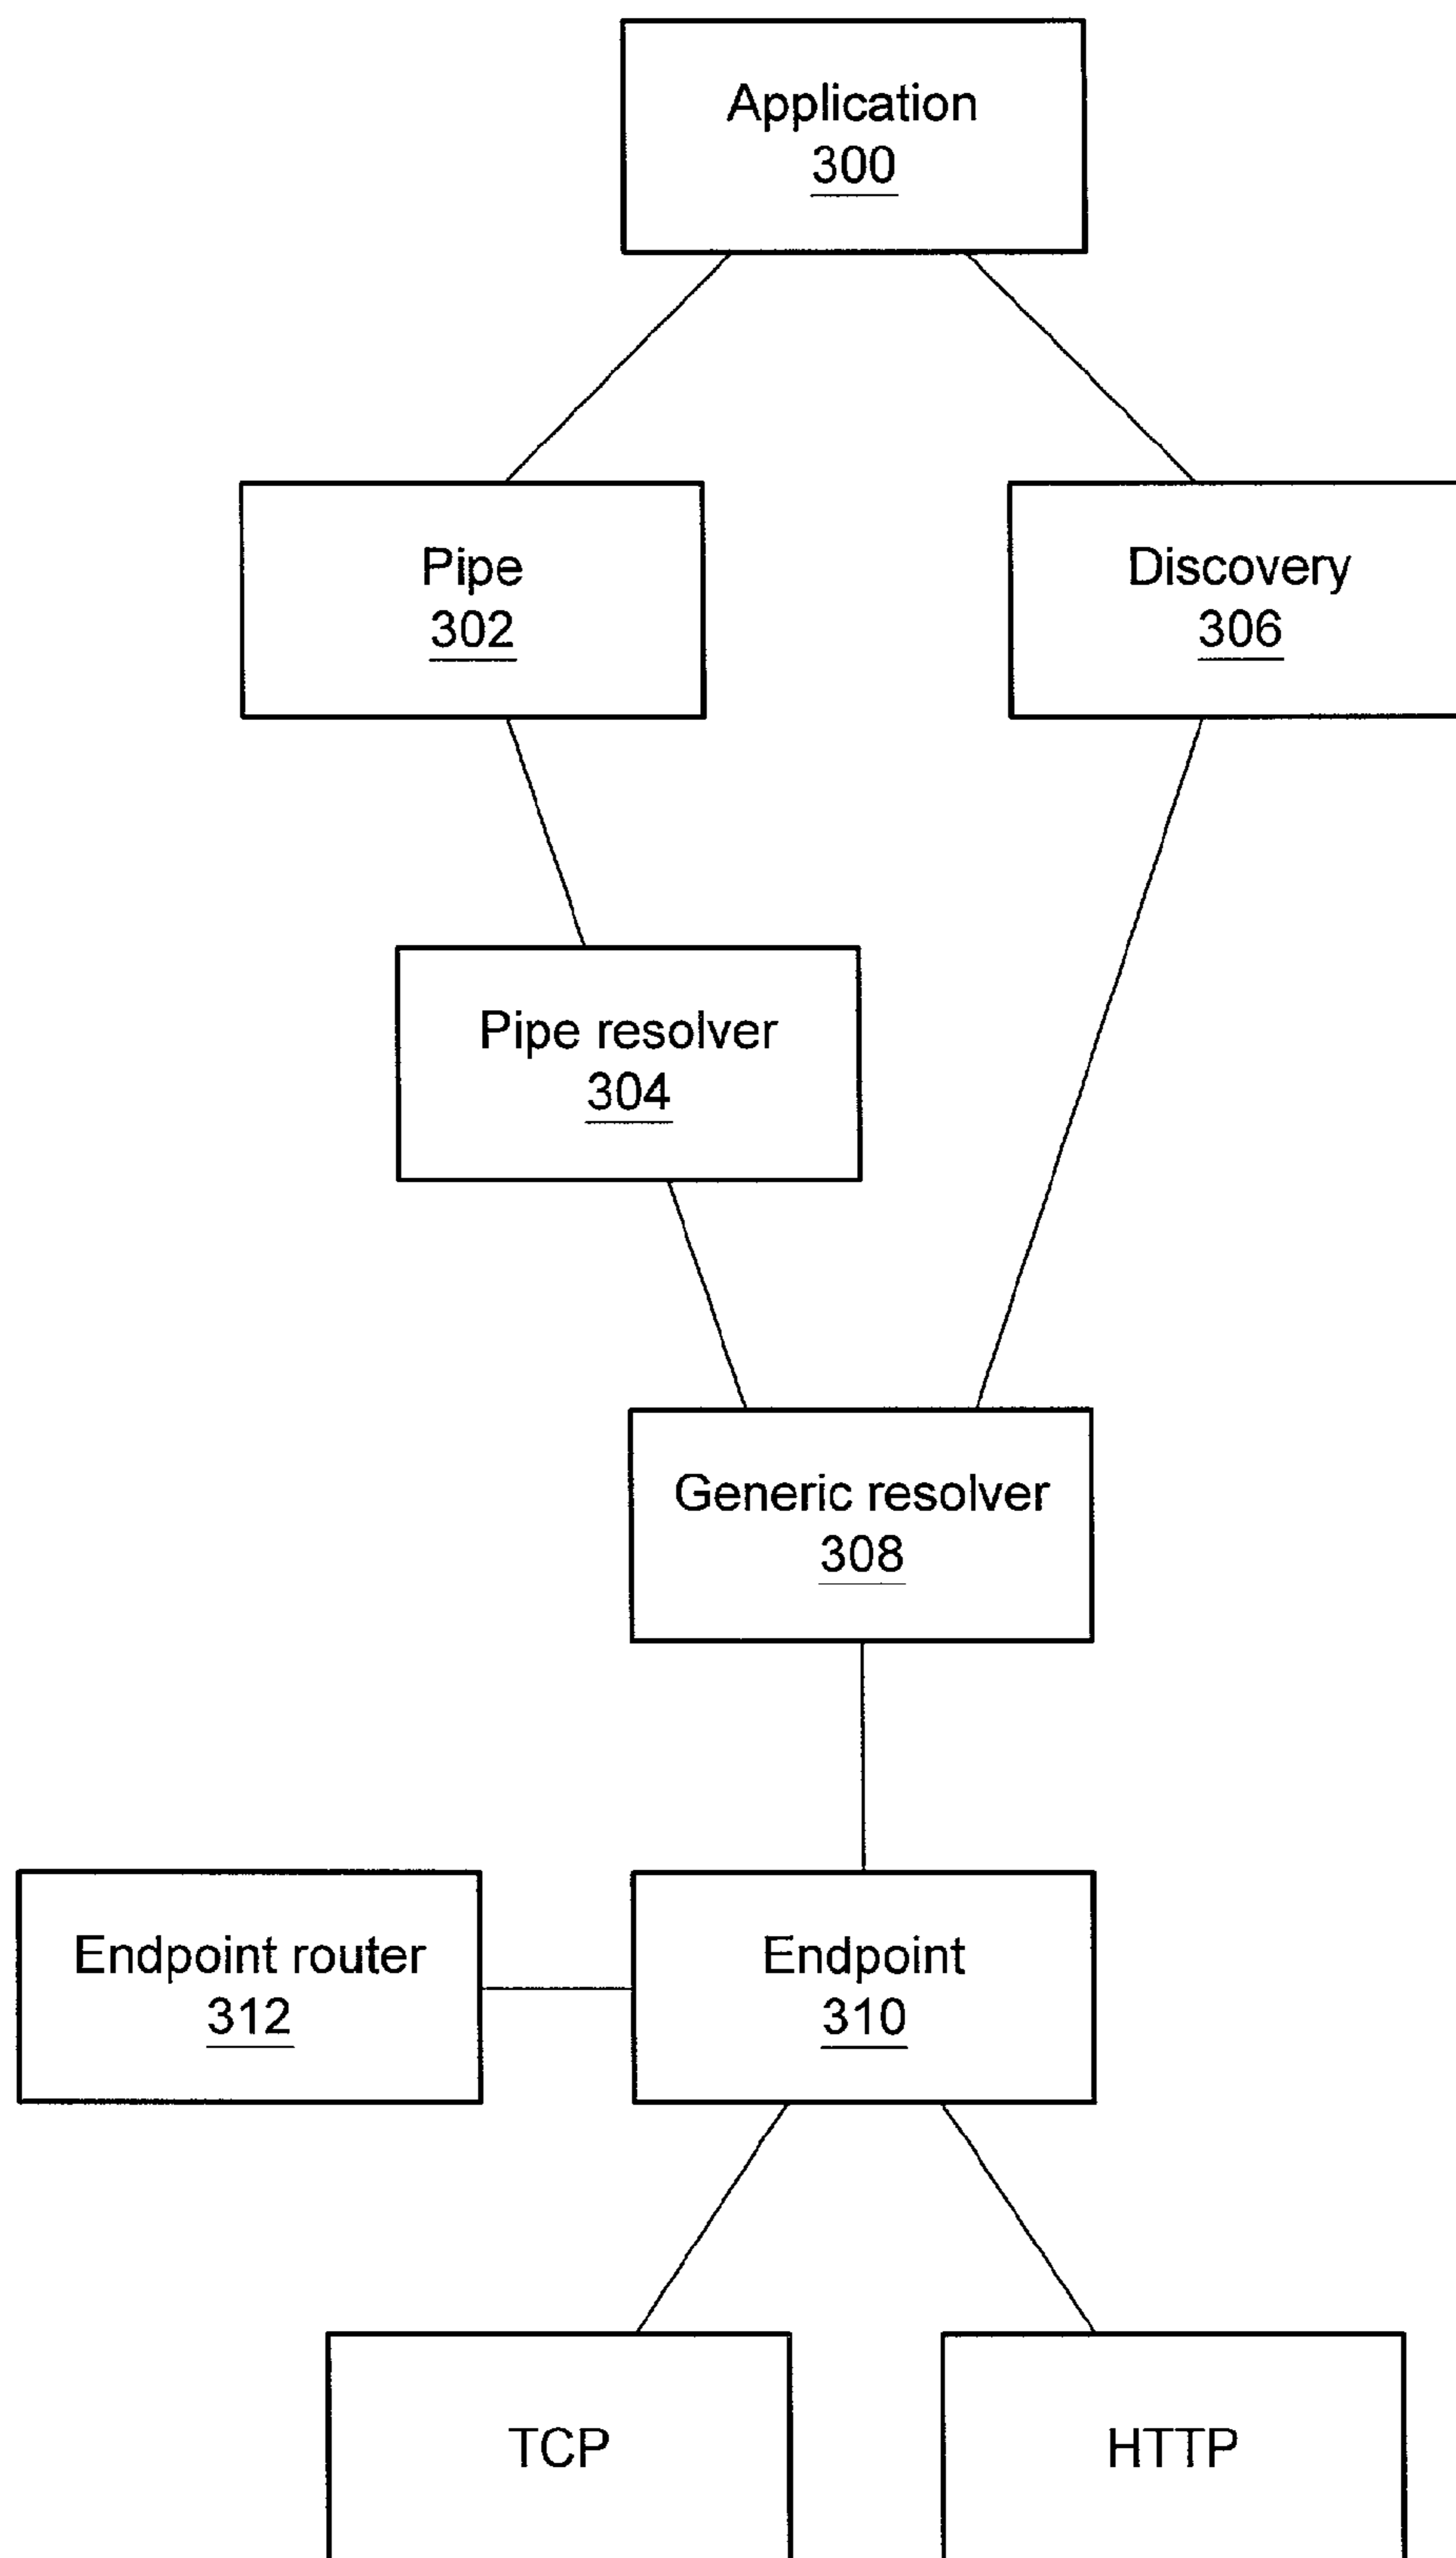 Application
300
Pipe
302
Discovery
306
Pipe resolver
304
Generic resolver
308
Endpoint router
312
Endpoint
310
TCP
HTTP